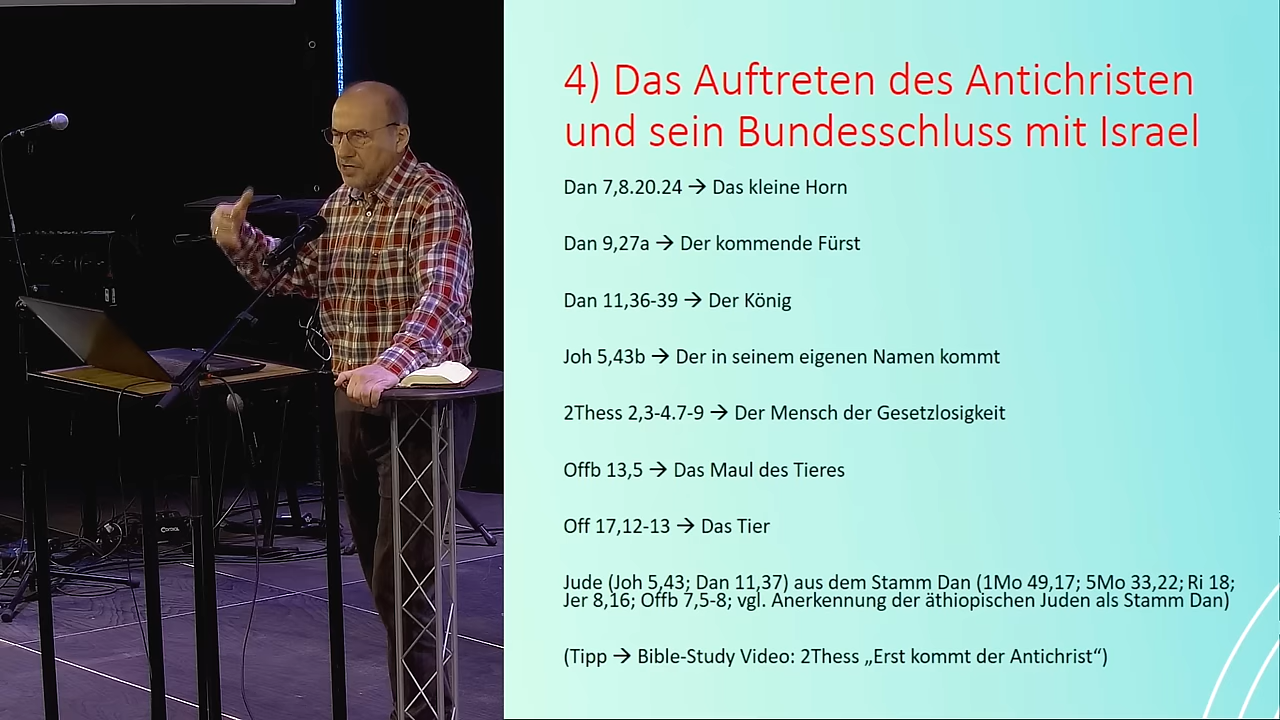 4) Das Auftreten des Antichristen
und sein Bundesschluss mit Israel
Dan 7,8.20.24 → Das kleine Horn
Dan 9,27a → Der kommende Fürst
Dan 11,36-39 → Der König
Joh 5,43b → Der in seinem eigenen Namen kommt
2Thess 2,3-4.7-9 → Der Mensch der Gesetzlosigkeit
Offb 13,5 → Das Maul des Tieres
Off 17,12-13 → Das Tier
Jude (Joh 5,43; Dan 11,37) aus dem Stamm Dan (1Mo 49,17; 5Mo 33,22; Ri 18;
Jer 8,16; Offb 7,5-8; vgl. Anerkennung der äthiopischen Juden als Stamm Dan)
(Tipp → Bible-Study Video: 2Thess „Erst kommt der Antichrist“)